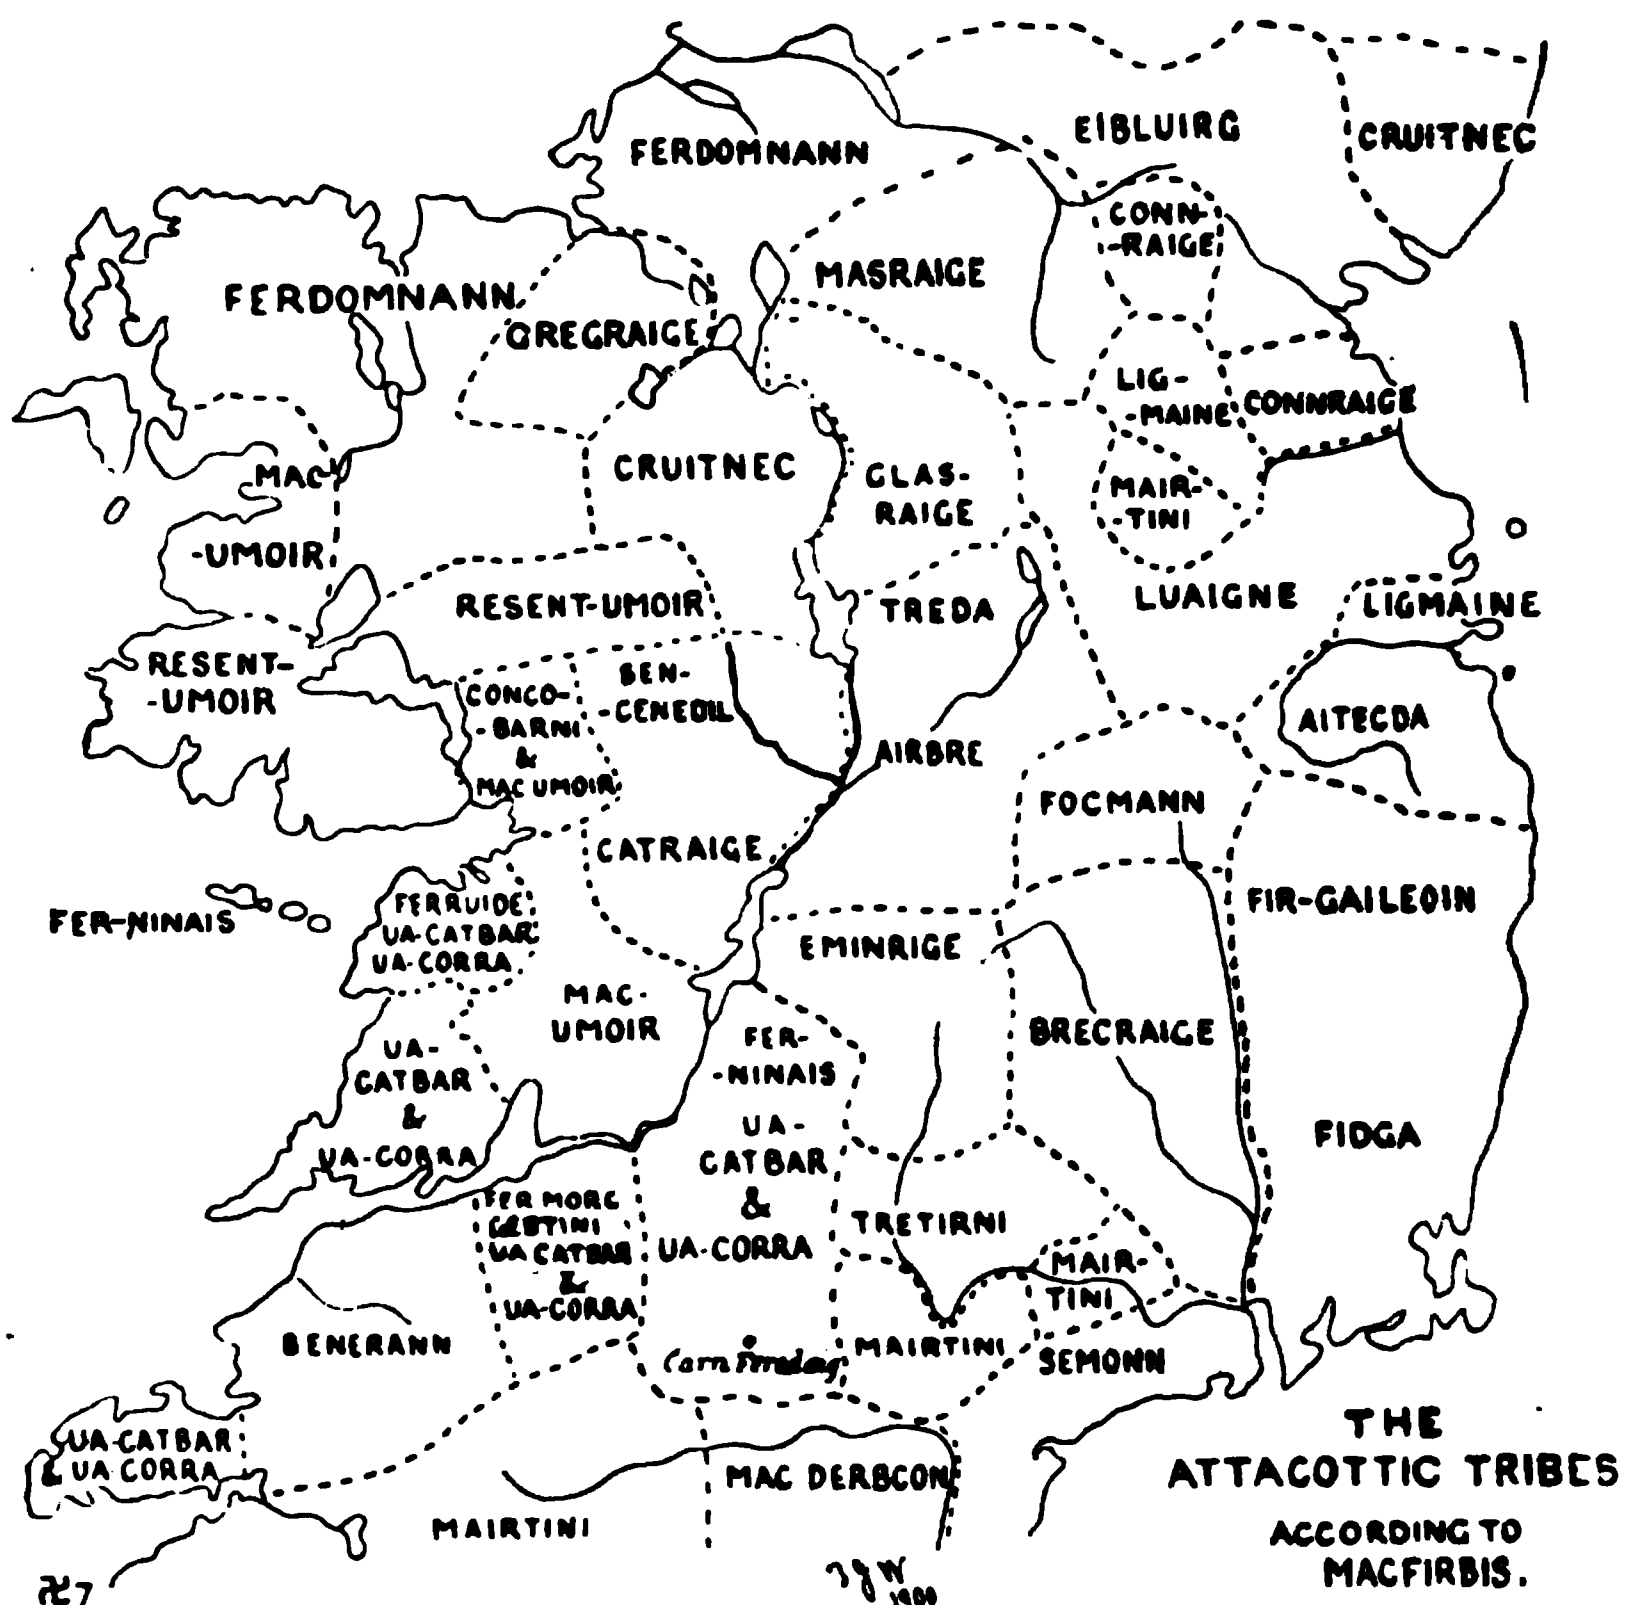 EIBLUIRG
CRUITNEC
FERDOMNANN
CONN-
-RAIGE
MASRAIGE
FERDOMNANN
GREGRAIGE
LIG-
-MAINE
CONNRAIGE
MAC
-UMOIR
CRUITNEC
GLAS-
RAIGE
MAIR-
-TINI
RESENT-UMOIR
TREDA
LUAIGNE
LIGMAINE
RESENT-
-UMOIR
CONCO-
-BARNI
&
MAC UMOIR
BEN-
-CENEOIL
AIRBRE
AITECDA
FOCMANN
CATRAIGE
FER-NINAIS
FERRUIDE
UA-CATBAR
UA-CORRA
EMINRIGE
FIR-GAILEOIN
MAC-
UMOIR
FER-
-NINAIS
BRECRAIGE
UA-
CATBAR
&
UA-CORRA
UA-
CATBAR
&
UA-CORRA
FIDGA
FER MORC
UA CATBAR
&
UA-CORRA
TRETIRNI
MAIR-
TINI
BENERANN
Carn
MAIRTINI
SEMONN
UA-CATBAR
& UA CORRA
MAC DERBCON
MAIRTINI
THE
ATTACOTTIC TRIBES
ACCORDING TO
MACFIRBIS.
1900